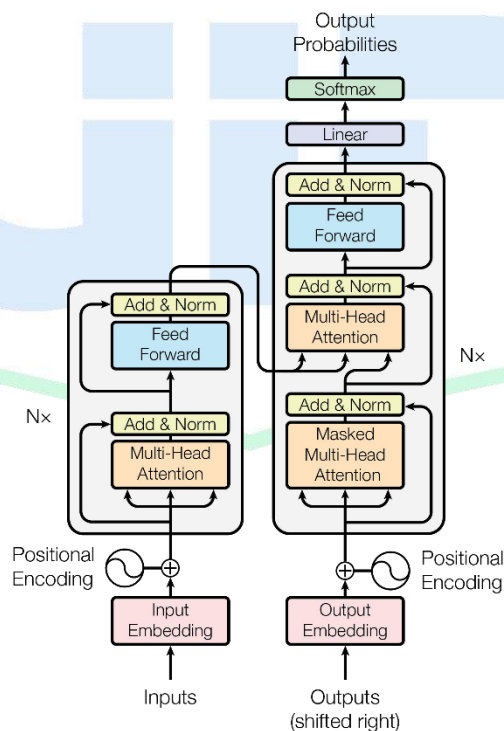 Output
Probabilities
Softmax
Linear
Add & Norm
Feed
Forward
Add & Norm
Multi-Head
Attention
Add & Norm
Masked
Multi-Head
Attention
N×
Add & Norm
Feed
Forward
Add & Norm
Multi-Head
Attention
N×
Positional
Encoding
Positional
Encoding
Input
Embedding
Output
Embedding
Inputs
Outputs
(shifted right)